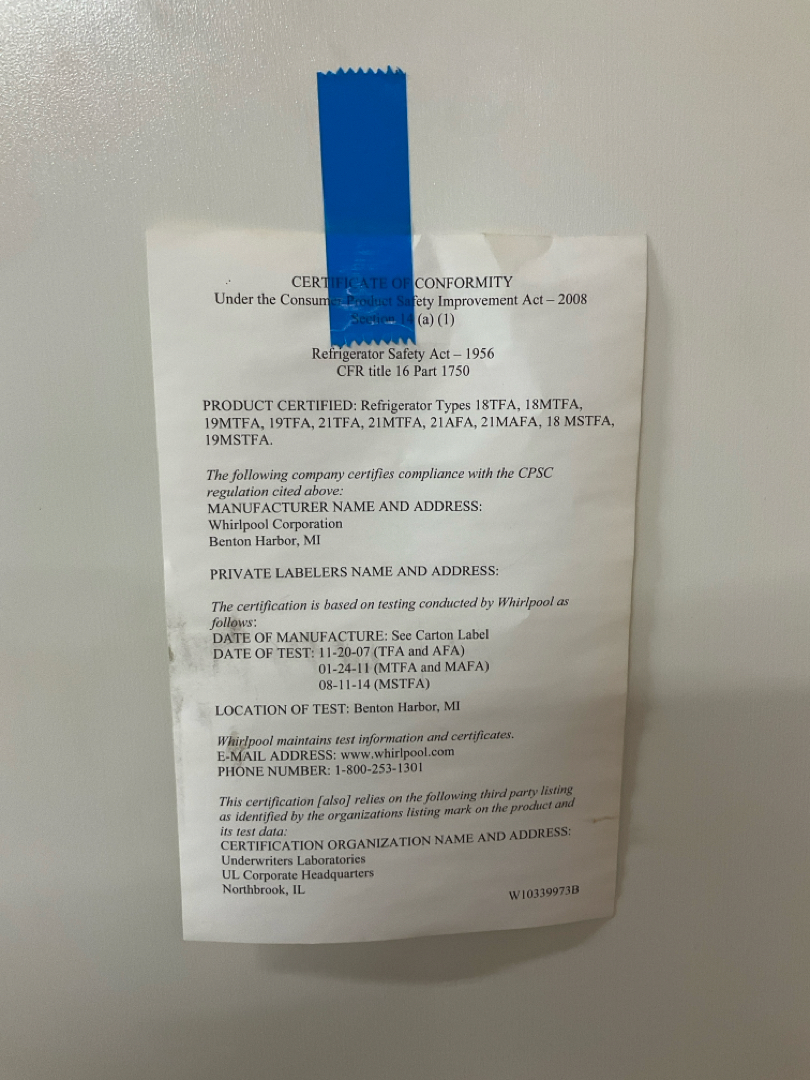 CERTIFICATE OF CONFORMITY
Under the Consumer Product Safety Improvement Act – 2008
Section 14 (a) (1)
Refrigerator Safety Act – 1956
CFR title 16 Part 1750
PRODUCT CERTIFIED: Refrigerator Types 18TFA, 18MTFA,
19MTFA, 19TFA, 21TFA, 21MTFA, 21AFA, 21MAFA, 18 MSTFA,
19MSTFA.
The following company certifies compliance with the CPSC
regulation cited above:
MANUFACTURER NAME AND ADDRESS:
Whirlpool Corporation
Benton Harbor, MI
PRIVATE LABELERS NAME AND ADDRESS:
The certification is based on testing conducted by Whirlpool as
follows:
DATE OF MANUFACTURE: See Carton Label
DATE OF TEST: 11-20-07 (TFA and AFA)
01-24-11 (MTFA and MAFA)
08-11-14 (MSTFA)
LOCATION OF TEST: Benton Harbor, MI
Whirlpool maintains test information and certificates.
E-MAIL ADDRESS: www.whirlpool.com
PHONE NUMBER: 1-800-253-1301
This certification [also] relies on the following third party listing
as identified by the organizations listing mark on the product and
its test data:
CERTIFICATION ORGANIZATION NAME AND ADDRESS:
Underwriters Laboratories
UL Corporate Headquarters
Northbrook, IL
W10339973B